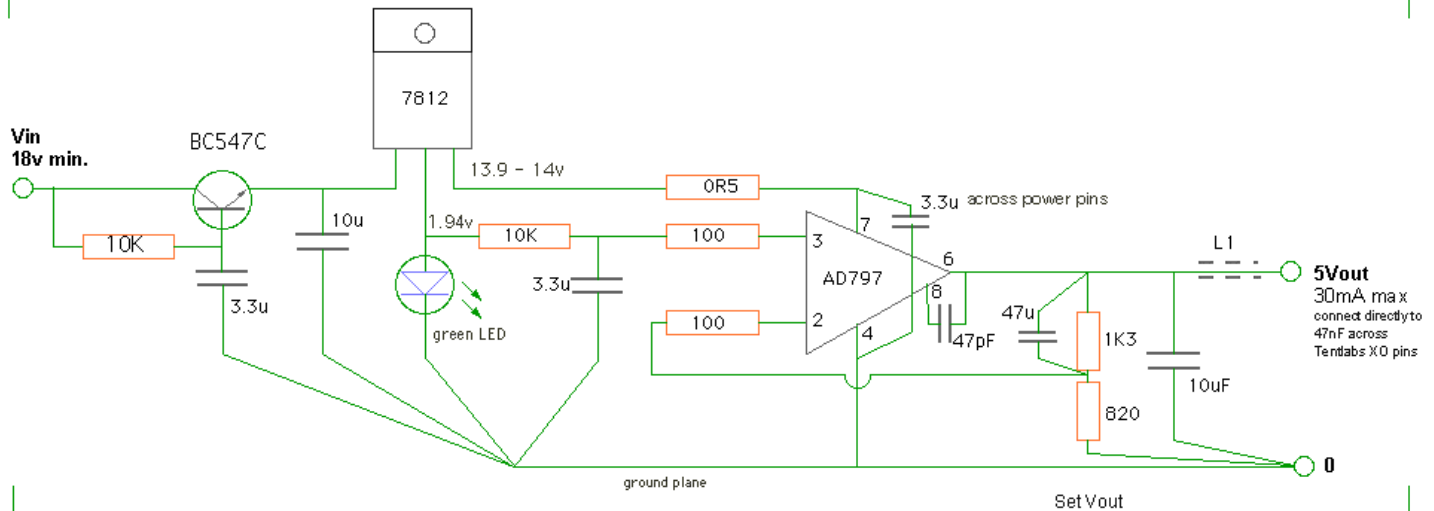 7812
Vin
18v min.
BC547C
13.9 - 14v
0R5
3.3u across power pins
10u
1.94v
10K
10K
100
3
7
6
L1
5Vout
30mA max
connect directly to
47nF across
Tentlabs XO pins
3.3u
3.3u
AD797
8
green LED
100
2
4
47pF
47u
1K3
10uF
820
0
ground plane
Set Vout